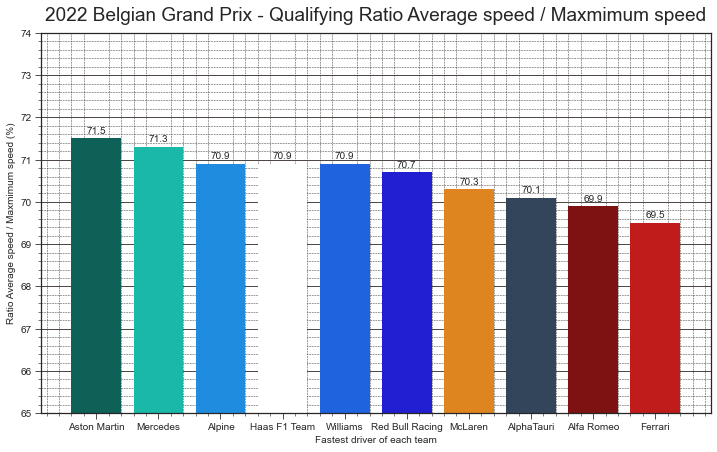 2022 Belgian Grand Prix - Qualifying Ratio Average speed / Maxmimum speed
Ratio Average speed / Maxmimum speed (%)
74
73
72
71
70
69
68
67
66
65
71.5
71.3
70.9
70.9
70.9
70.7
70.3
70.1
69.9
69.5
Aston Martin
Mercedes
Alpine
Haas F1 Team
Williams
Red Bull Racing
McLaren
AlphaTauri
Alfa Romeo
Ferrari
Fastest driver of each team